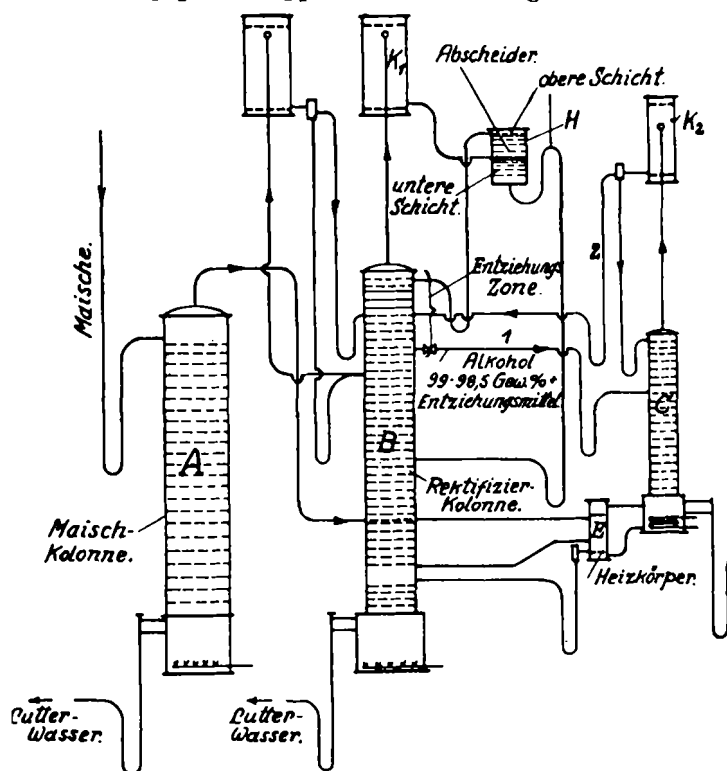 K1
Abscheider.
obere Schicht.
H
K2
untere
Schicht.
Maische.
Entziehungs
Zone.
2
1
Alkohol
99-98,5 Gew.% +
Entziehungsmittel
A
B
C
Rektifizier-
Kolonne.
Maisch-
Kolonne.
E
Heizkörper.
Lutter-
Wasser.
Lutter-
Wasser.